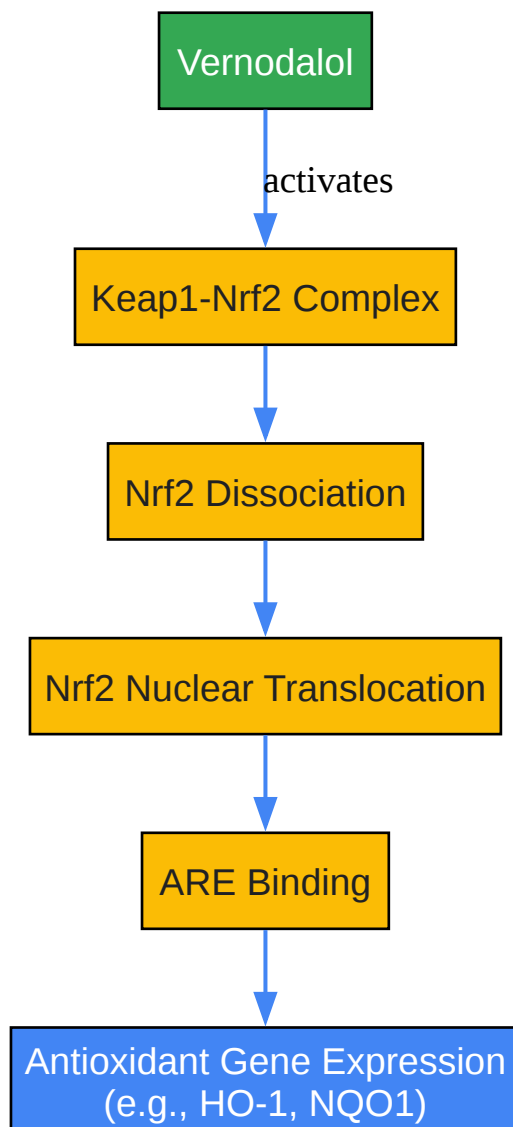 Vernodalol
activates
Keap1-Nrf2 Complex
Nrf2 Dissociation
Nrf2 Nuclear Translocation
ARE Binding
Antioxidant Gene Expression
(e.g., HO-1, NQO1)